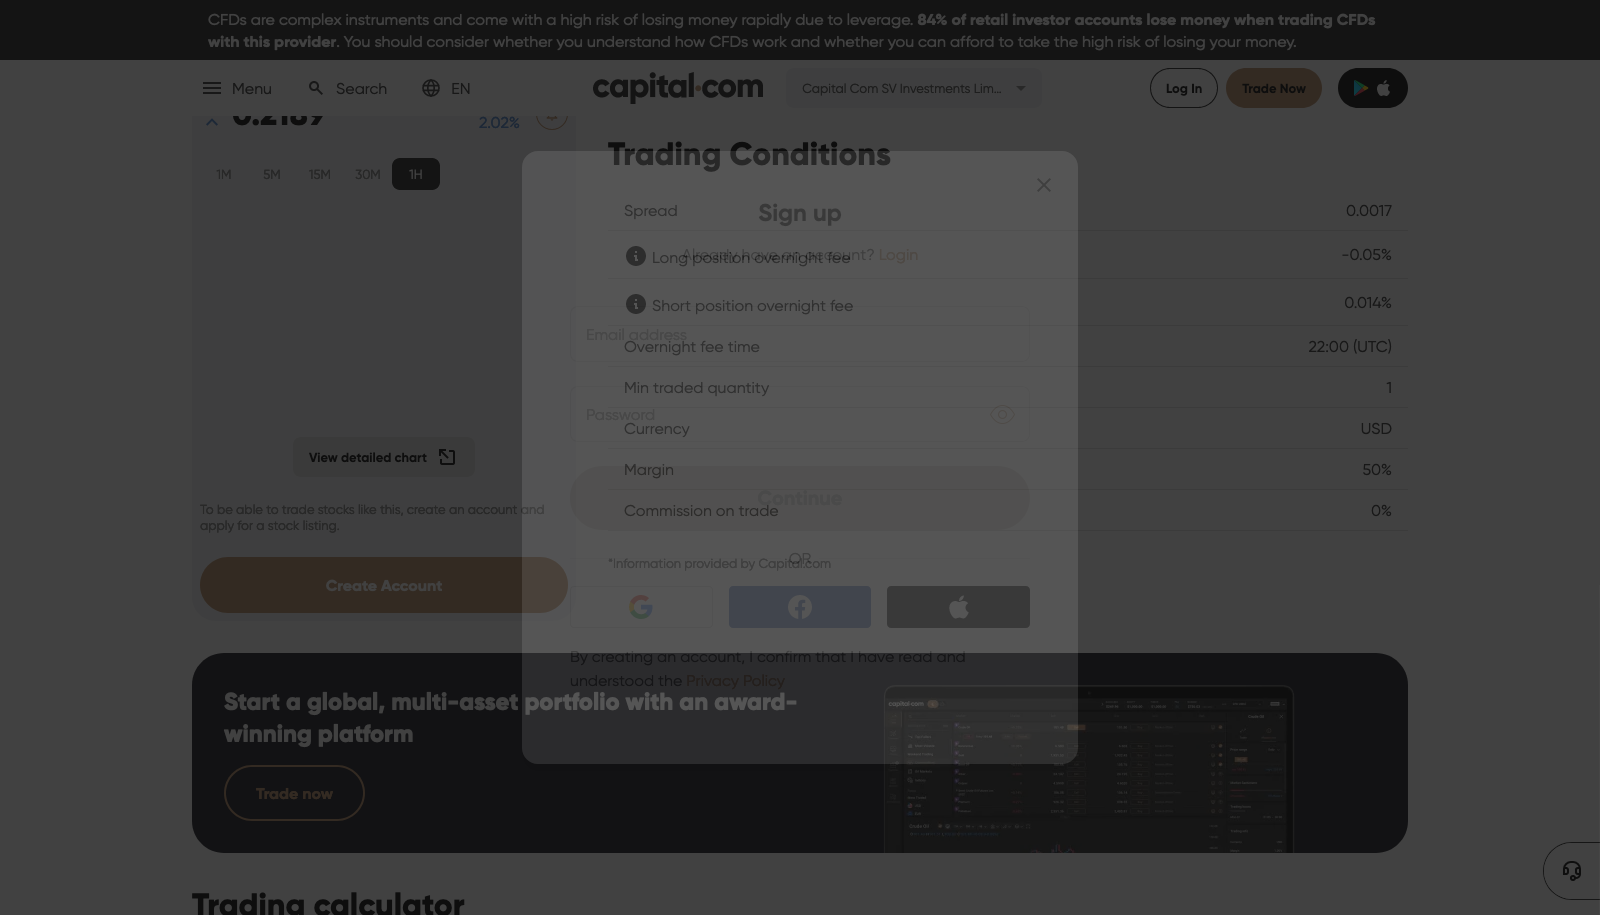 CFDs are complex instruments and come with a high risk of losing money rapidly due to leverage. 84% of retail investor accounts lose money when trading CFDs
with this provider. You should consider whether you understand how CFDs work and whether you can afford to take the high risk of losing your money.
Menu
Search
EN
capital.com
Capital Com SV Investments Lim...
Log In
Trade Now
2.02%
1M
5M
15M
30M
1H
View detailed chart
To be able to trade stocks like this, create an account and
apply for a stock listing.
Create Account
Trading Conditions
Spread
0.0017
Long position overnight fee
-0.05%
Short position overnight fee
0.014%
Overnight fee time
22:00 (UTC)
Min traded quantity
1
Currency
USD
Margin
50%
Commission on trade
0%
*Information provided by Capital.com
Sign up
Already have an account? Login
Email address
Password
Continue
OR
By creating an account, I confirm that I have read and
understood the Privacy Policy
Start a global, multi-asset portfolio with an award-
winning platform
Trade now
capital.com
Trading calculator